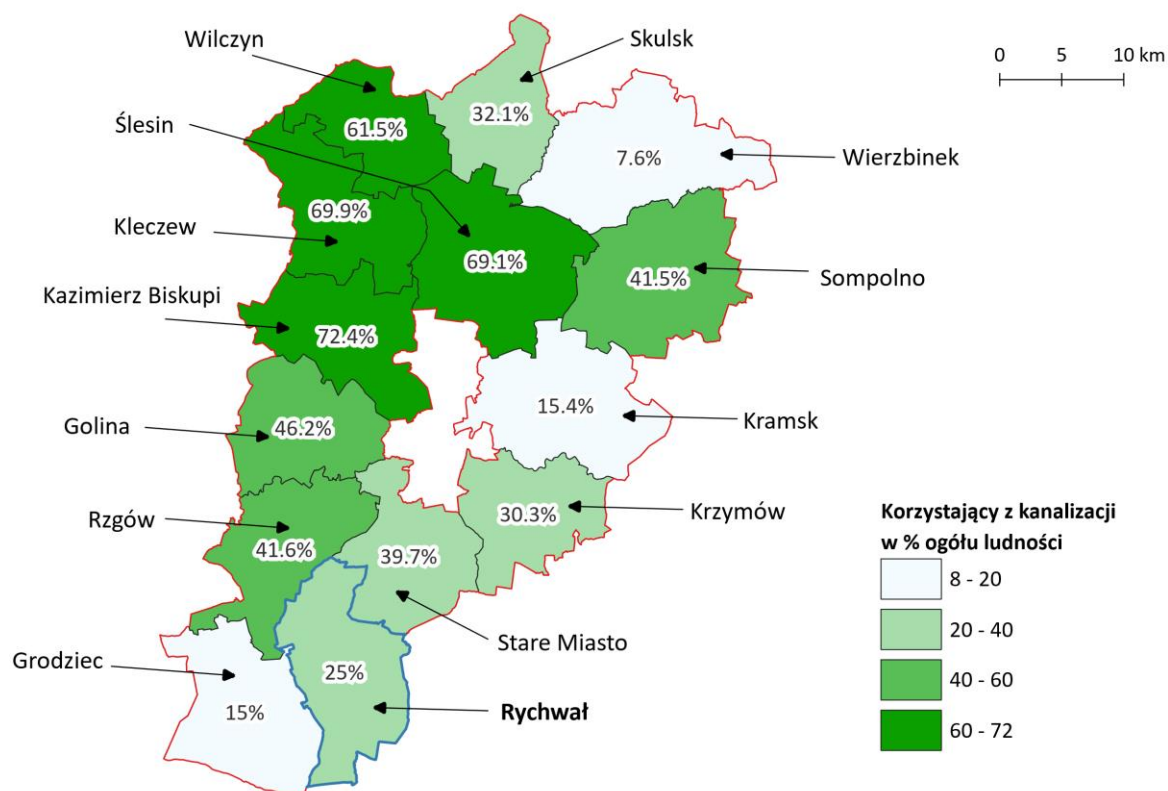 Wilczyn
Skulsk
0 5 10 km
61.5%
32.1%
Ślesin
7.6%
Wierzbinek
69.9%
Kleczew
69.1%
41.5%
Sompolno
Kazimierz Biskupi
72.4%
15.4%
Kramsk
Golina
46.2%
Rzgów
41.6%
39.7%
30.3%
Krzymów
Stare Miasto
Grodziec
15%
25%
Rychwał
Korzystający z kanalizacji
w % ogółu ludności
8 - 20
20 - 40
40 - 60
60 - 72